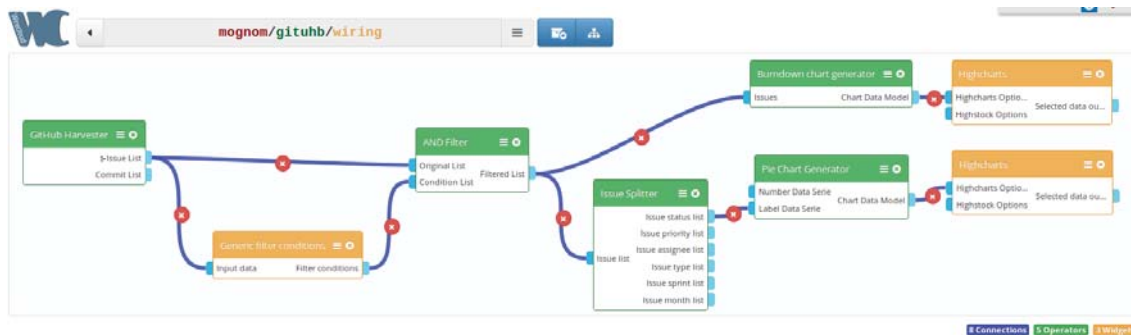 WC
mognom/gituhb/wiring
Burndown chart generator
Issues
Chart Data Model
Highcharts
Highcharts Optio...
Selected data ou...
Highstock Options
GitHub Harvester
Issue List
Commit List
AND Filter
Original List
Filtered List
Condition List
Pie Chart Generator
Number Data Serie
Chart Data Model
Label Data Serie
Highcharts
Highcharts Optio...
Selected data ou...
Highstock Options
Issue Splitter
Issue status list
Issue priority list
Issue assignee list
Issue list
Issue type list
Issue sprint list
Issue month list
Generic filter conditions
Input data
Filter conditions
8 Connections
5 Operators
3 Widget